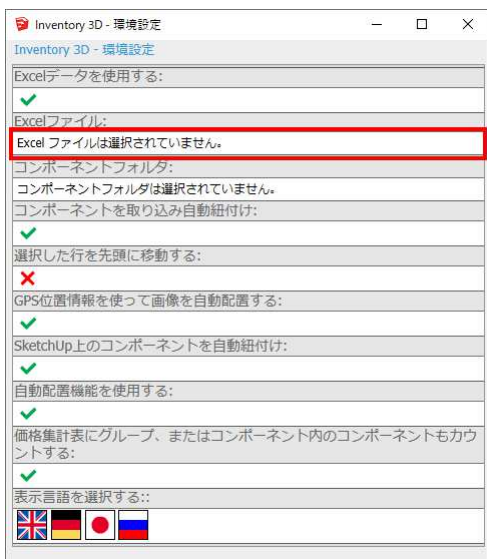 Inventory 3D - 環境設定
Inventory 3D - 環境設定
Excelデータを使用する:
Excelファイル:
Excel ファイルは選択されていません。
コンポーネントフォルダ:
コンポーネントフォルダは選択されていません。
コンポーネントを取り込み自動紐付け:
選択した行を先頭に移動する:
GPS位置情報を使って画像を自動配置する:
SketchUp上のコンポーネントを自動紐付け:
自動配置機能を使用する:
価格集計表にグループ、またはコンポーネント内のコンポーネントもカウ
ントする:
表示言語を選択する::